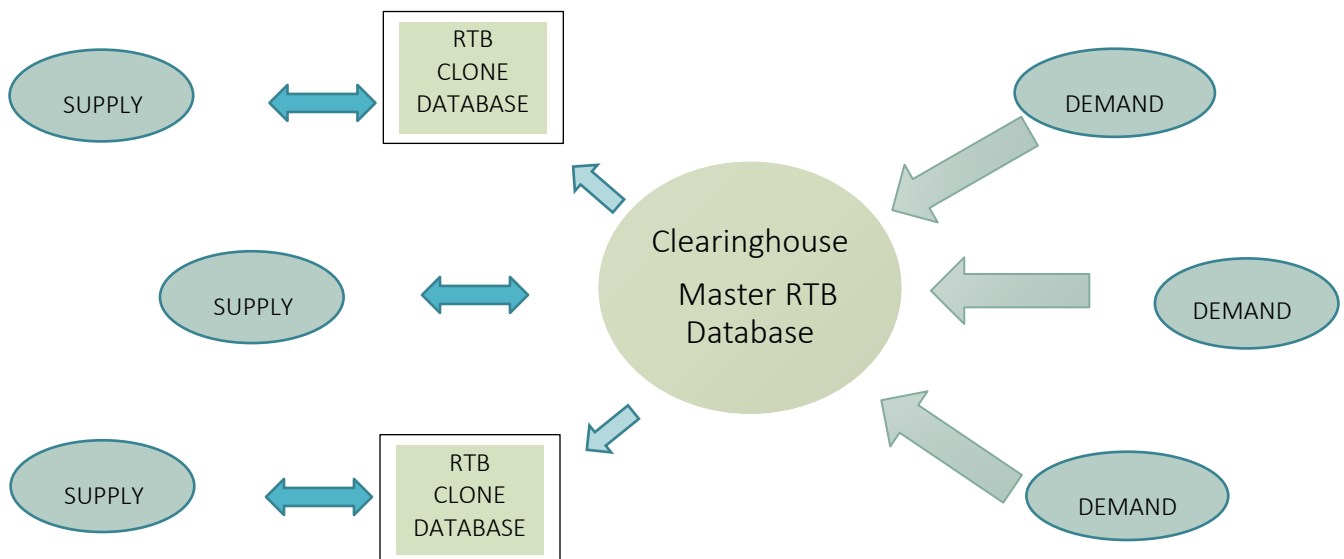 SUPPLY
RTB
CLONE
DATABASE
DEMAND
SUPPLY
Clearinghouse
Master RTB
Database
DEMAND
SUPPLY
RTB
CLONE
DATABASE
DEMAND